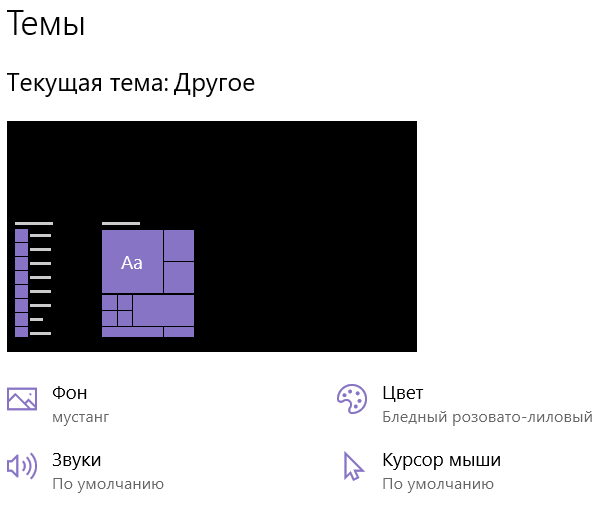 Темы
Текущая тема: Другое
Aa
Фон
мустанг
Цвет
Бледный розовато-лиловый
Звуки
По умолчанию
Курсор мыши
По умолчанию